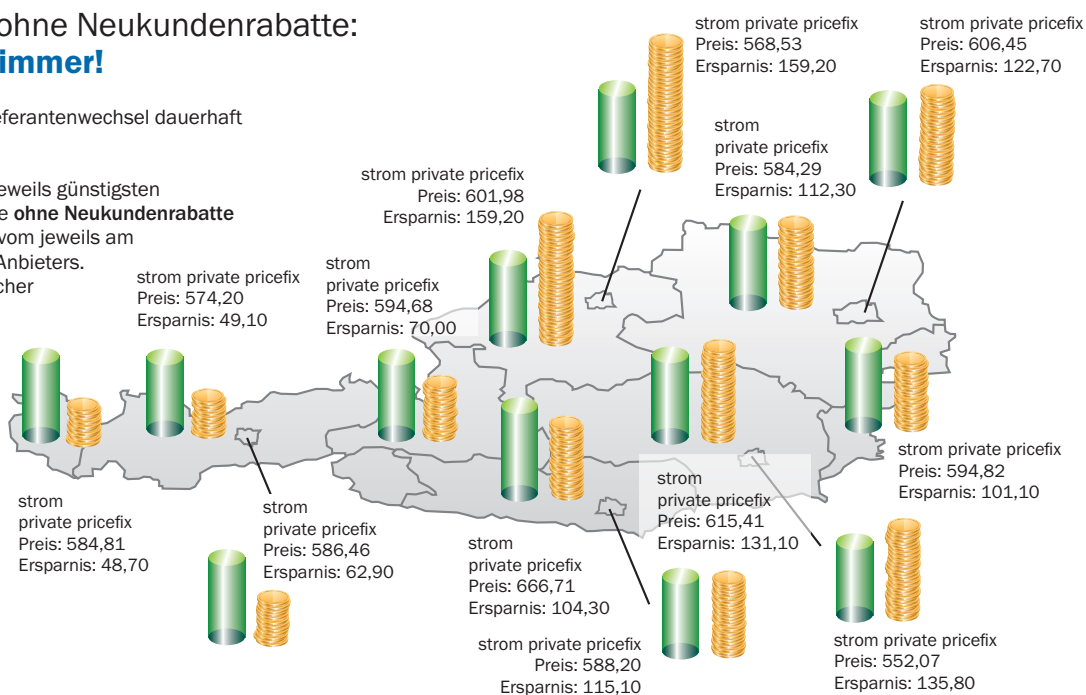 ohne Neukundenrabatte:
immer!
eferantenwechsel dauerhaft
eweils günstigsten
e ohne Neukundenrabatte
vom jeweils am
Anbieters.
cher
strom private pricefix
Preis: 568,53
Ersparnis: 159,20
strom private pricefix
Preis: 606,45
Ersparnis: 122,70
strom
private pricefix
Preis: 584,29
Ersparnis: 112,30
strom private pricefix
Preis: 601,98
Ersparnis: 159,20
strom private pricefix
Preis: 574,20
Ersparnis: 49,10
strom
private pricefix
Preis: 594,68
Ersparnis: 70,00
strom
private pricefix
Preis: 584,81
Ersparnis: 48,70
strom
private pricefix
Preis: 586,46
Ersparnis: 62,90
strom
private pricefix
Preis: 666,71
Ersparnis: 104,30
strom
private pricefix
Preis: 615,41
Ersparnis: 131,10
strom private pricefix
Preis: 594,82
Ersparnis: 101,10
strom private pricefix
Preis: 588,20
Ersparnis: 115,10
strom private pricefix
Preis: 552,07
Ersparnis: 135,80